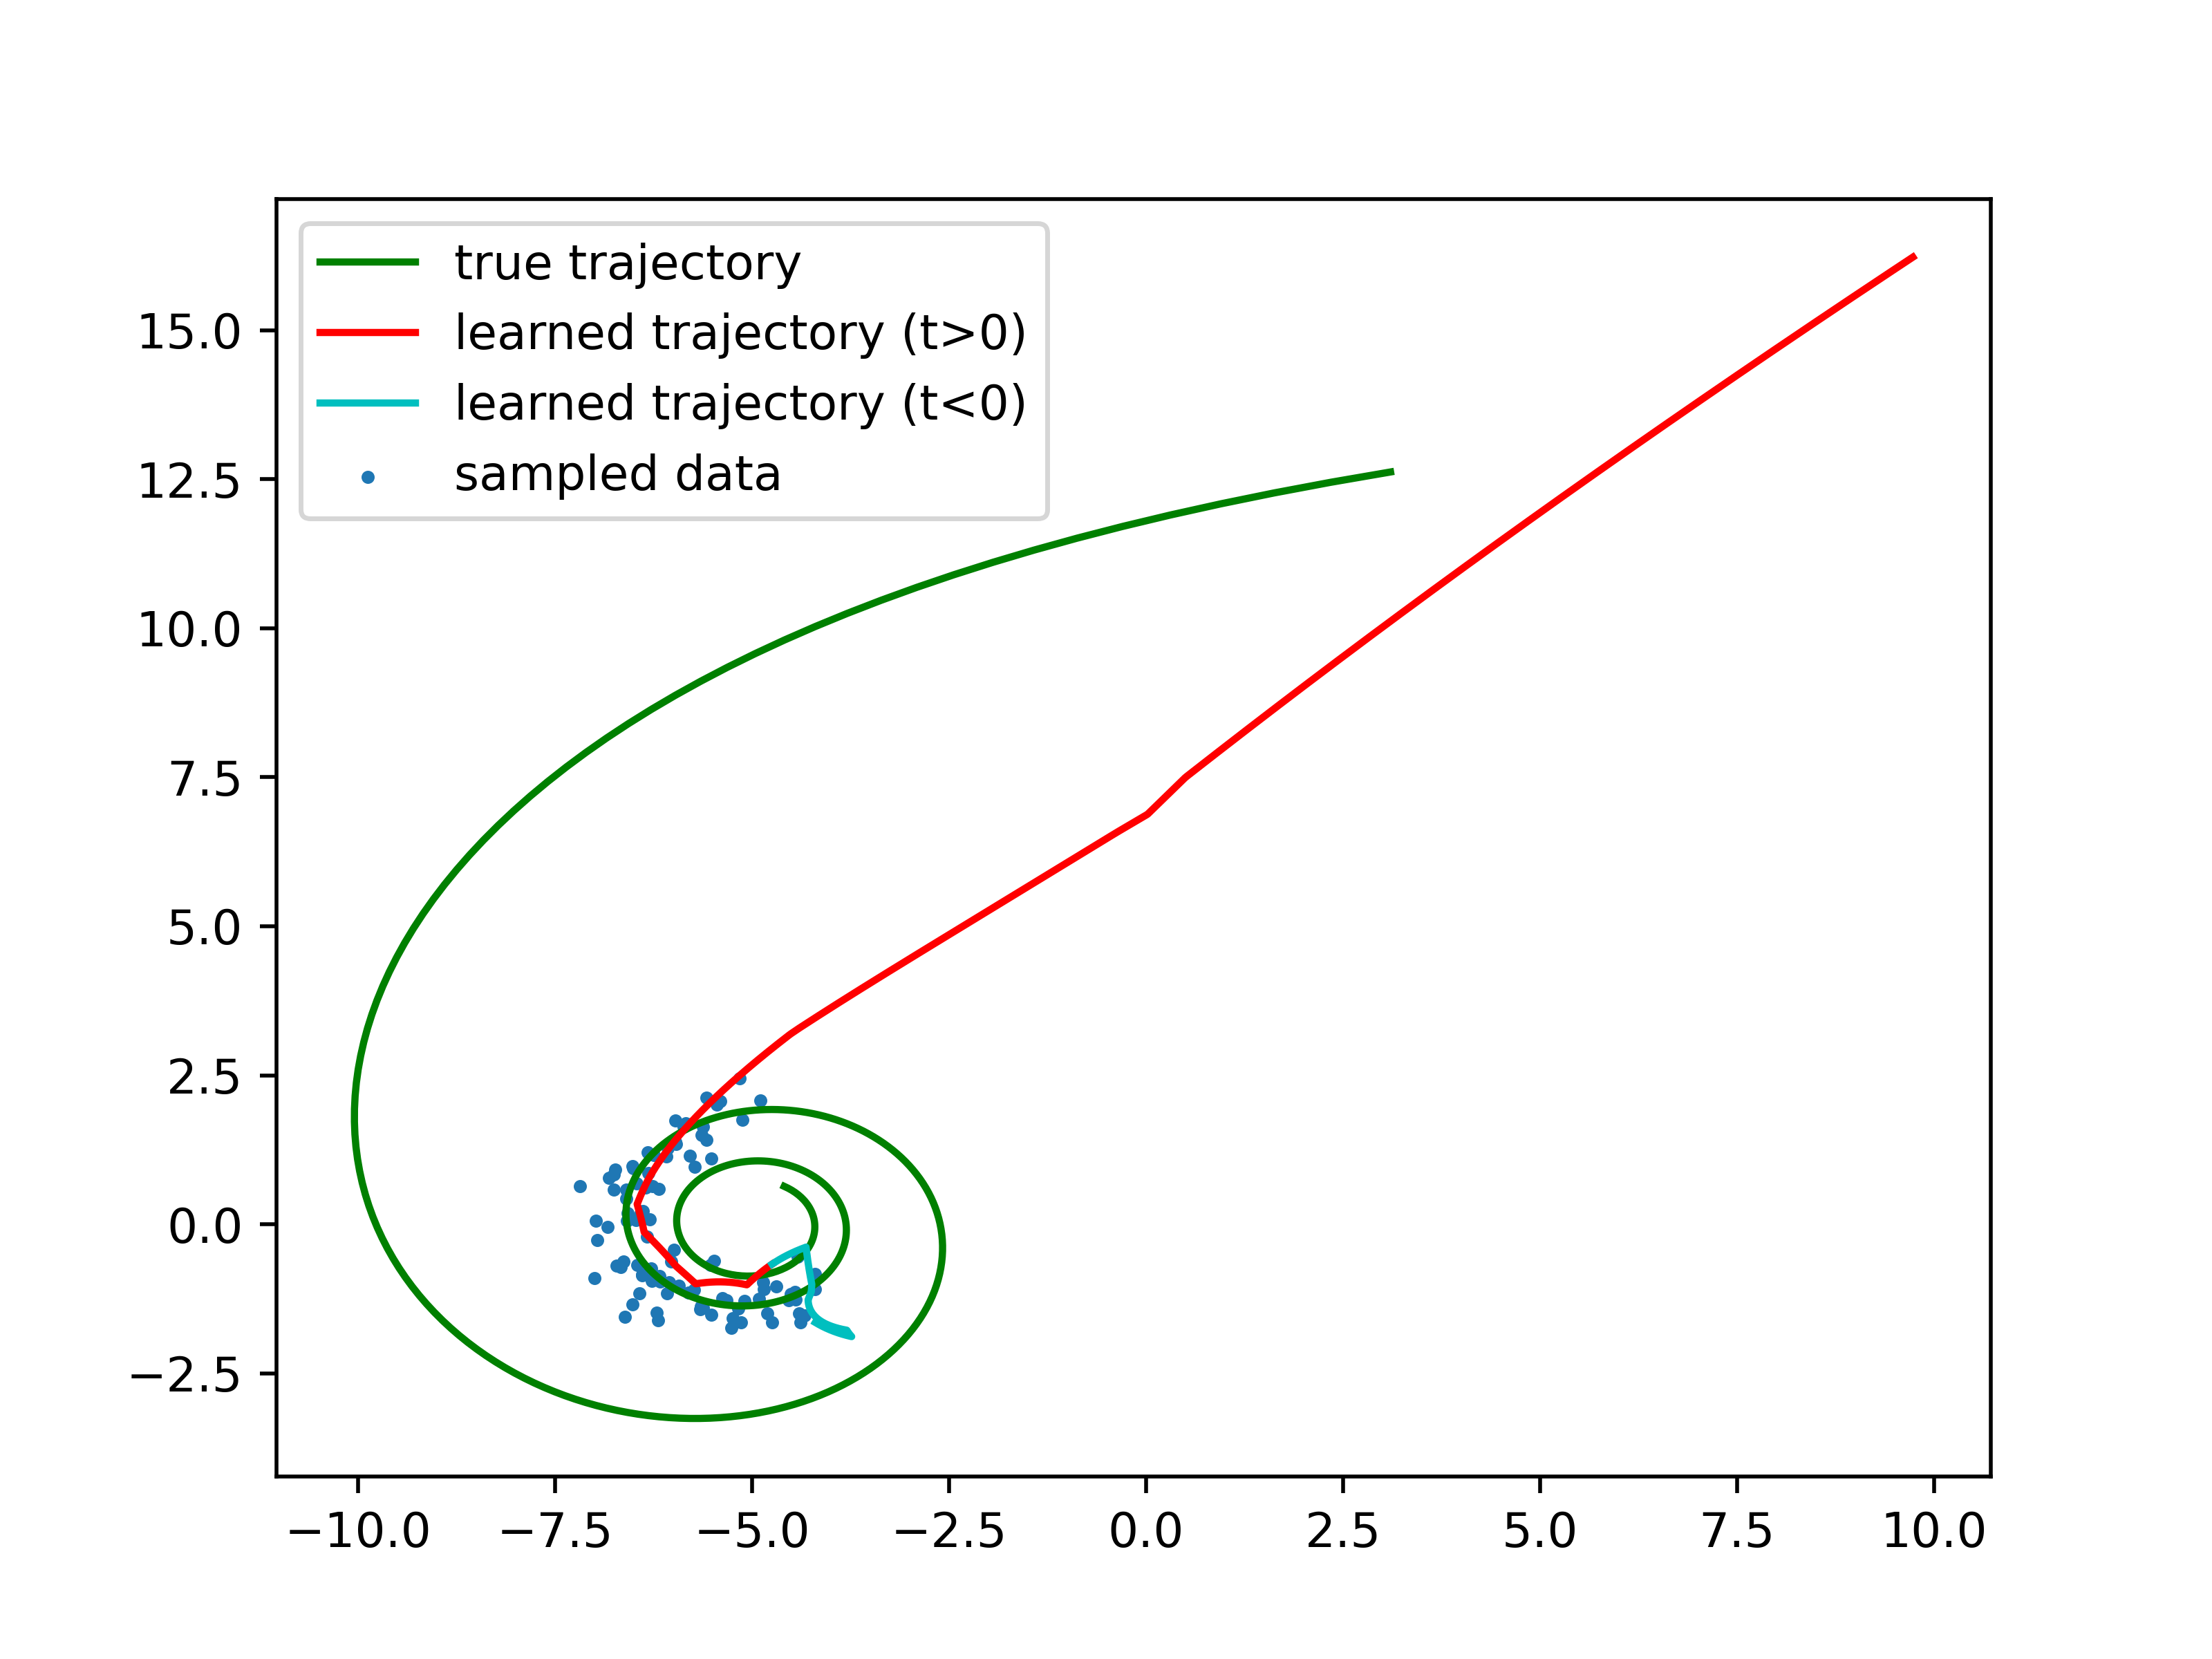 true trajectory
learned trajectory (t>0)
learned trajectory (t<0)
sampled data
15.0
12.5
10.0
7.5
5.0
2.5
0.0
−2.5
−10.0 −7.5 −5.0 −2.5 0.0 2.5 5.0 7.5 10.0